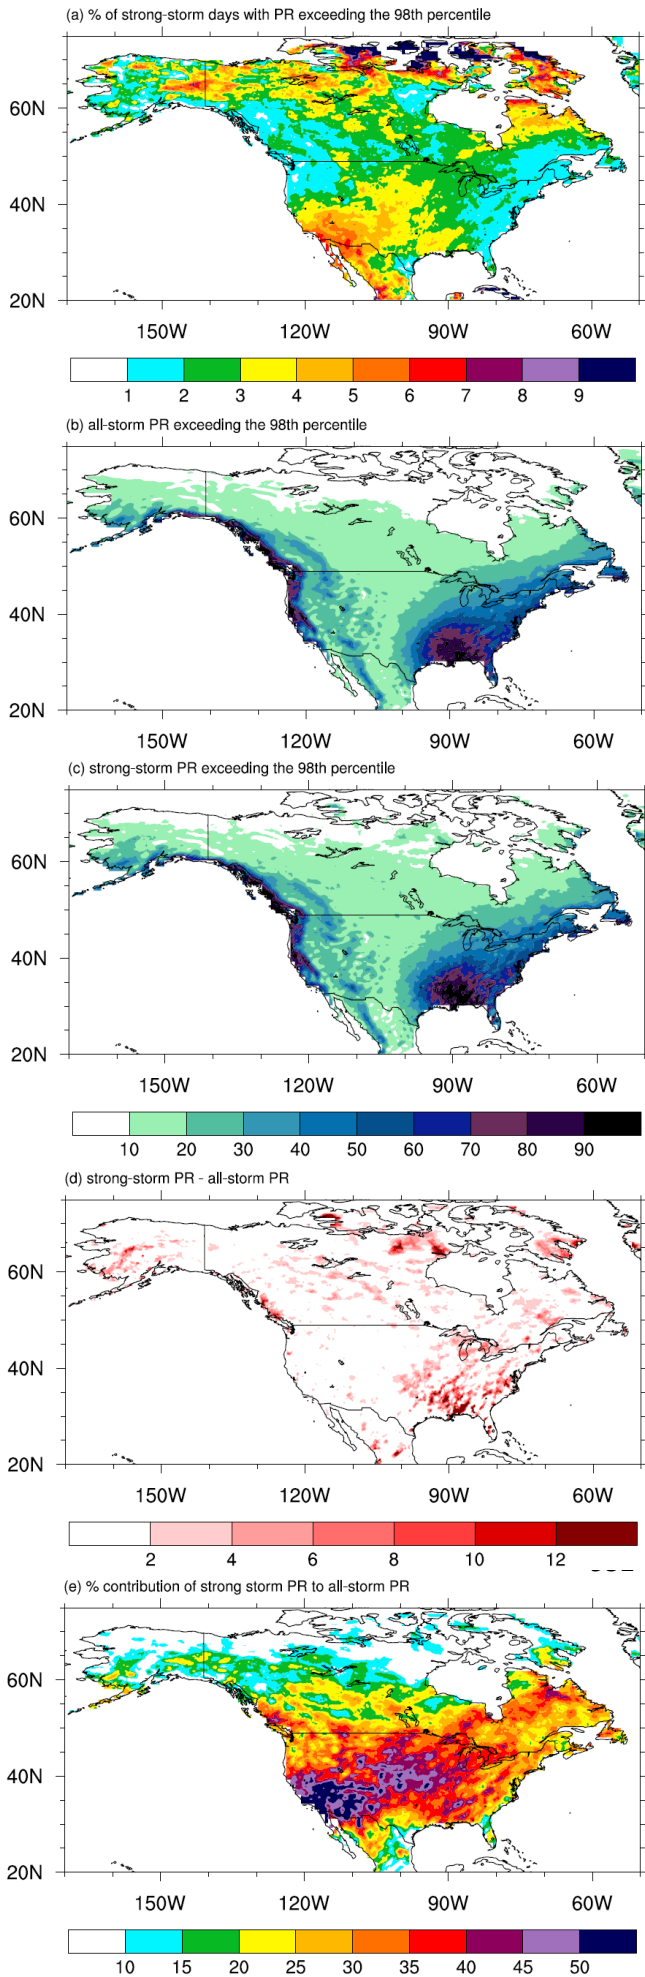 (a) % of strong-storm days with PR exceeding the 98th percentile
60N
40N
20N
150W 120W 90W 60W
1 2 3 4 5 6 7 8 9
(b) all-storm PR exceeding the 98th percentile
60N
40N
20N
150W 120W 90W 60W
(c) strong-storm PR exceeding the 98th percentile
60N
40N
20N
150W 120W 90W 60W
10 20 30 40 50 60 70 80 90
(d) strong-storm PR - all-storm PR
60N
40N
20N
150W 120W 90W 60W
2 4 6 8 10 12
(e) % contribution of strong storm PR to all-storm PR
60N
40N
20N
150W 120W 90W 60W
10 15 20 25 30 35 40 45 50